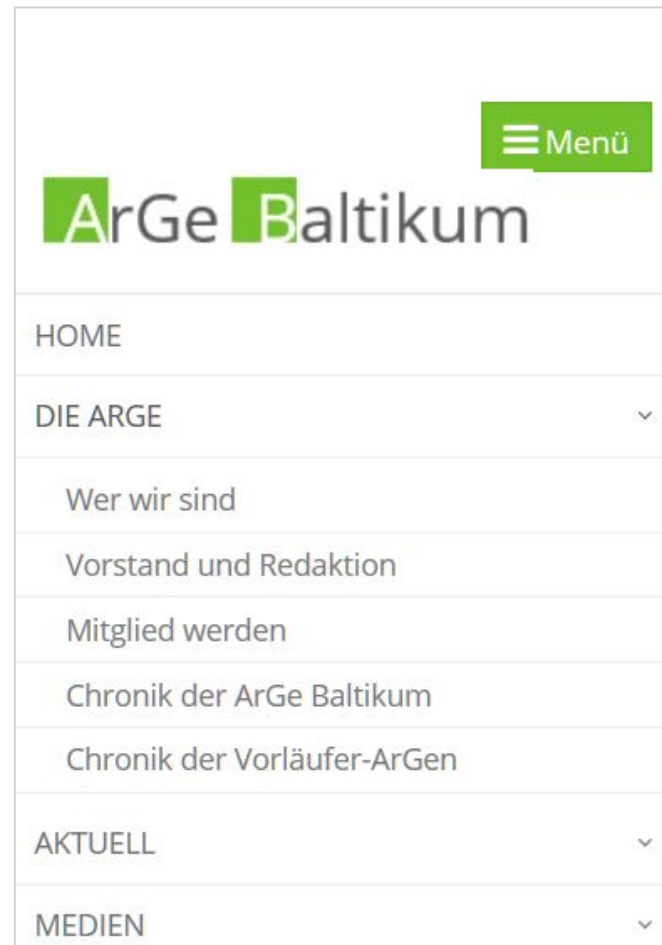 Menü
ArGe Baltikum
HOME
DIE ARGE
Wer wir sind
Vorstand und Redaktion
Mitglied werden
Chronik der ArGe Baltikum
Chronik der Vorläufer-ArGen
AKTUELL
MEDIEN